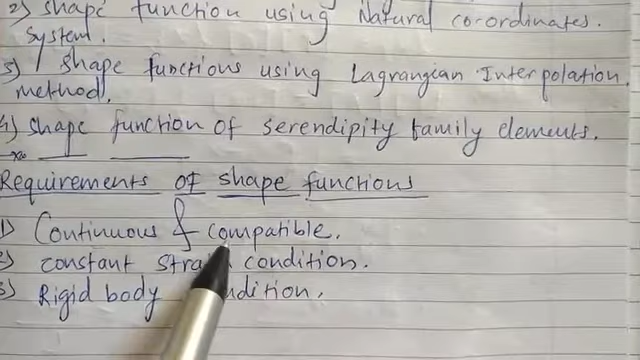 2) shape function using Natural co-ordinates.
system.
3) shape functions using Lagrangian Interpolation
method.
4) shape function of serendipity family elements.
Requirements of shape functions
1) Continuous & compatible.
2) constant strain condition.
3) Rigid body condition.